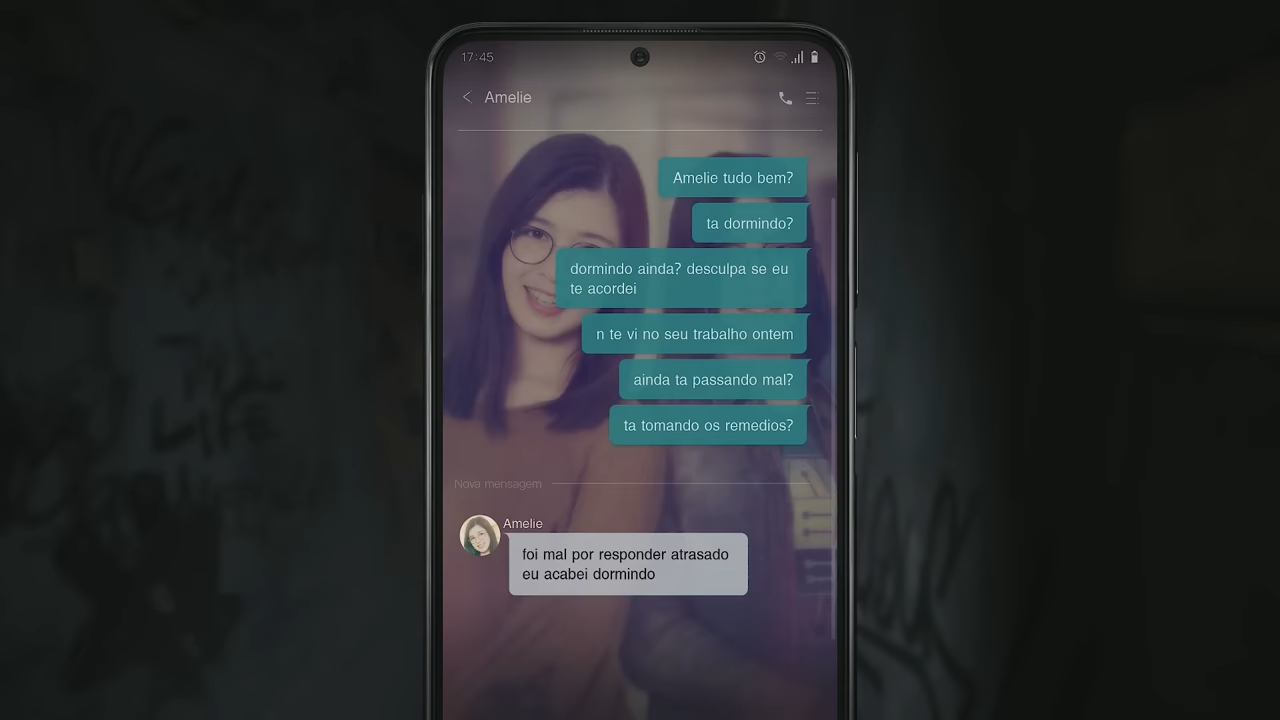 17:45
Amelie
Amelie tudo bem?
ta dormindo?
dormindo ainda? desculpa se eu
te acordei
n te vi no seu trabalho ontem
ainda ta passando mal?
ta tomando os remedios?
Nova mensagem
Amelie
foi mal por responder atrasado
eu acabei dormindo
THE
LIFE